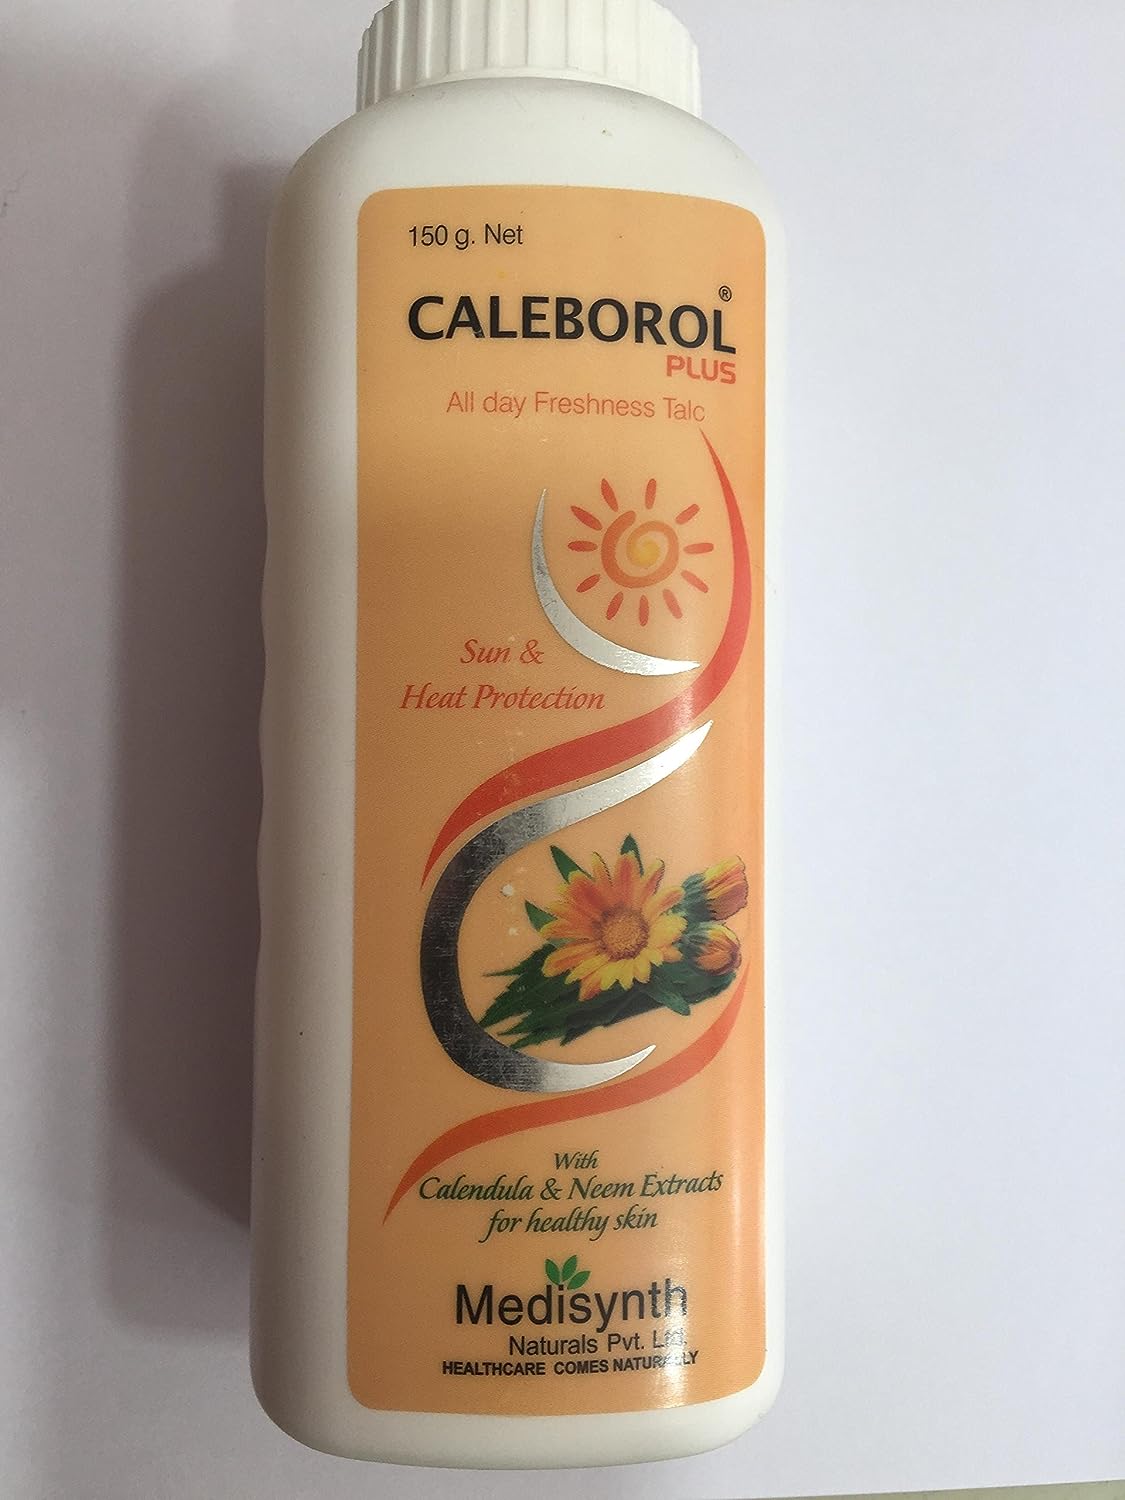 150 g. Net
CALEBOROL®
PLUS
All day Freshness Talc
Sun &
Heat Protection
With
Calendula & Neem Extracts
for healthy skin
Medisynth
Naturals Pvt. Ltd.
HEALTHCARE COMES NATURALLY